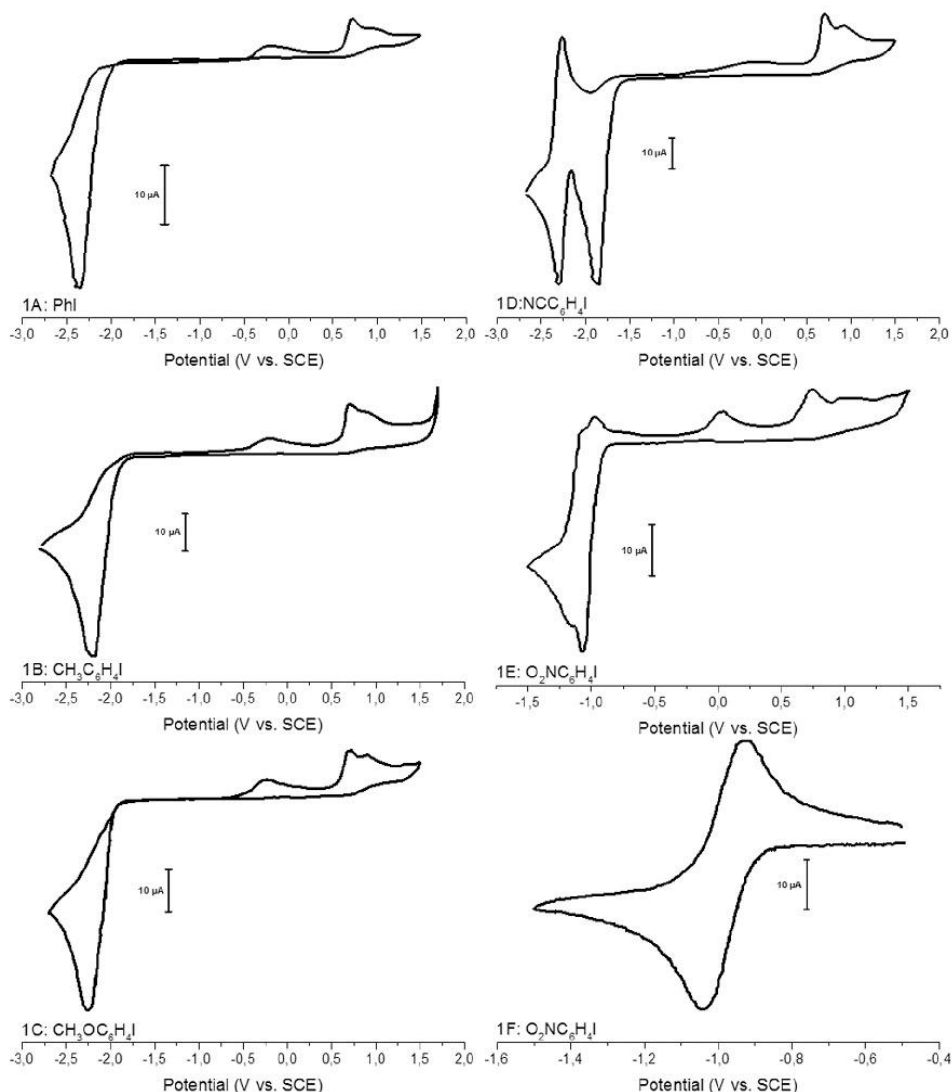 10 µA
1A: PhI
-3,0 -2,5 -2,0 -1,5 -1,0 -0,5 0,0 0,5 1,0 1,5 2,0
Potential (V vs. SCE)
10 µA
1D:NCC₆H₄I
-3,0 -2,5 -2,0 -1,5 -1,0 -0,5 0,0 0,5 1,0 1,5 2,0
Potential (V vs. SCE)
10 µA
1B: CH₃C₆H₄I
-3,0 -2,5 -2,0 -1,5 -1,0 -0,5 0,0 0,5 1,0 1,5 2,0
Potential (V vs. SCE)
10 µA
1E: O₂NC₆H₄I
-1,5 -1,0 -0,5 0,0 0,5 1,0 1,5
Potential (V vs. SCE)
10 µA
1C: CH₃OC₆H₄I
-3,0 -2,5 -2,0 -1,5 -1,0 -0,5 0,0 0,5 1,0 1,5 2,0
Potential (V vs. SCE)
10 µA
1F: O₂NC₆H₄I
-1,6 -1,4 -1,2 -1,0 -0,8 -0,6 -0,4
Potential (V vs. SCE)